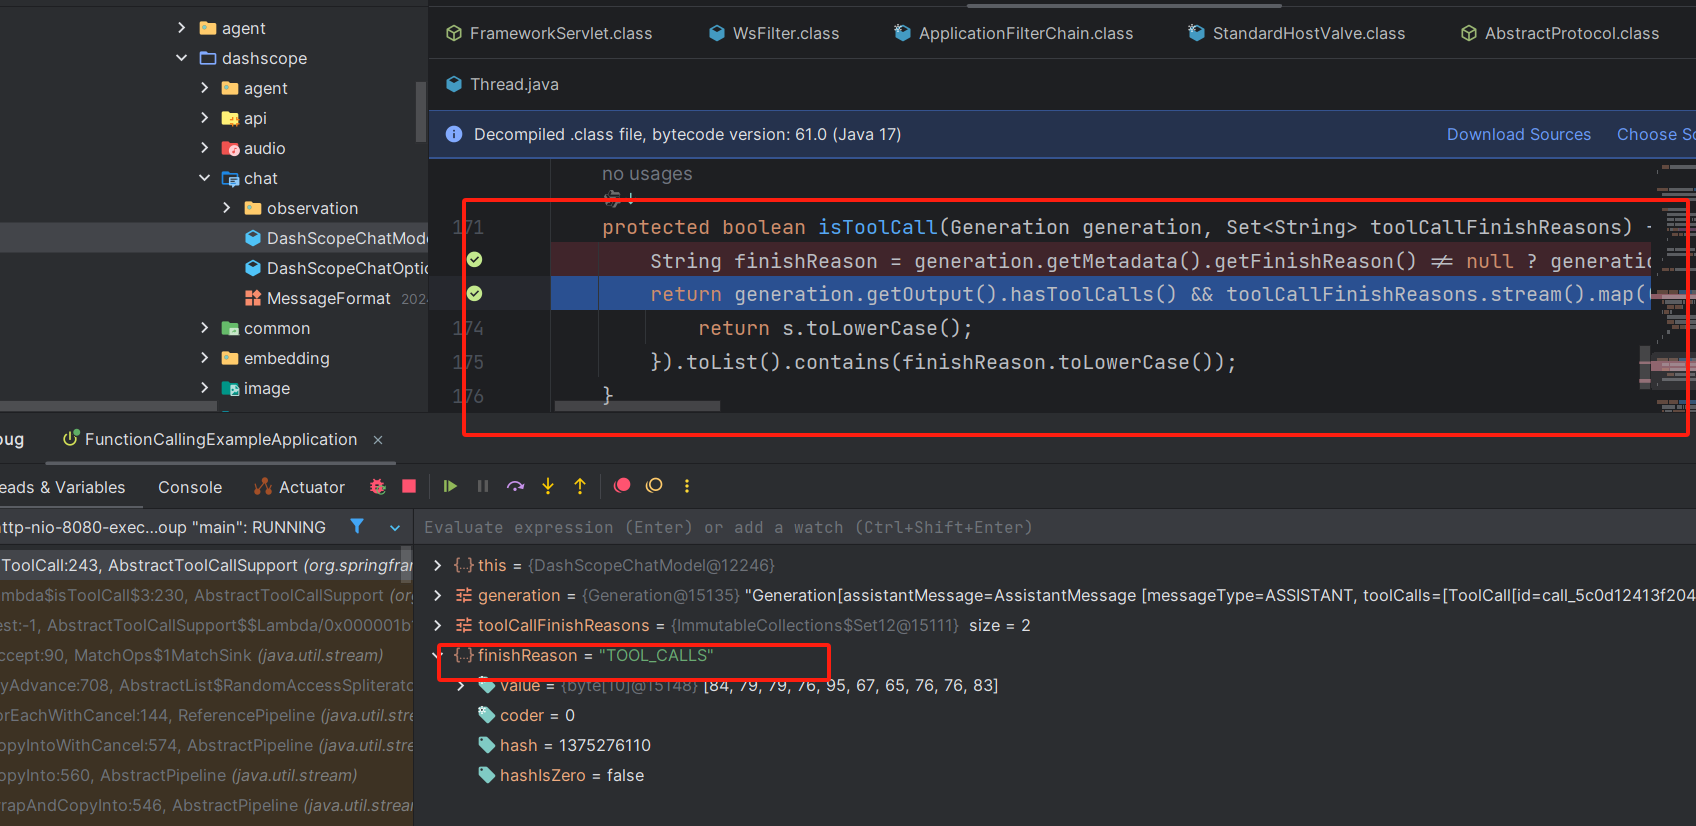 agent
dashscope
agent
api
audio
chat
observation
DashScopeChatMode
DashScopeChatOptio
MessageFormat 202
common
embedding
image
FrameworkServlet.class
WsFilter.class
ApplicationFilterChain.class
StandardHostValve.class
AbstractProtocol.class
Thread.java
Decompiled .class file, bytecode version: 61.0 (Java 17)
Download Sources
Choose So
no usages
171 protected boolean isToolCall(Generation generation, Set<String> toolCallFinishReasons) {
String finishReason = generation.getMetadata().getFinishReason() != null ? generatio
return generation.getOutput().hasToolCalls() && toolCallFinishReasons.stream().map((
174 return s.toLowerCase();
175 }).toList().contains(finishReason.toLowerCase());
176 }
oug
FunctionCallingExampleApplication ×
eads & Variables
Console
Actuator
ttp-nio-8080-exec...oup "main": RUNNING
Evaluate expression (Enter) or add a watch (Ctrl+Shift+Enter)
ToolCall:243, AbstractToolCallSupport (org.springfrar
mbda$isToolCall$3:230, AbstractToolCallSupport (org
est:-1, AbstractToolCallSupport$$Lambda/0x000001b
ccept:90, MatchOps$1MatchSink (java.util.stream)
yAdvance:708, AbstractList$RandomAccessSpliterato
orEachWithCancel:144, ReferencePipeline (java.util.stre
opyIntoWithCancel:574, AbstractPipeline (java.util.stre
opyInto:560, AbstractPipeline (java.util.stream)
rapAndCopyInto:546, AbstractPipeline (java.util.strear
this = {DashScopeChatModel@12246}
generation = {Generation@15135} "Generation[assistantMessage=AssistantMessage [messageType=ASSISTANT, toolCalls=[ToolCall[id=call_5c0d12413f204
toolCallFinishReasons = {ImmutableCollections$Set12@15111} size = 2
finishReason = "TOOL_CALLS"
value = {byte[10]@15148} [84, 79, 79, 76, 95, 67, 65, 76, 76, 83]
coder = 0
hash = 1375276110
hashIsZero = false